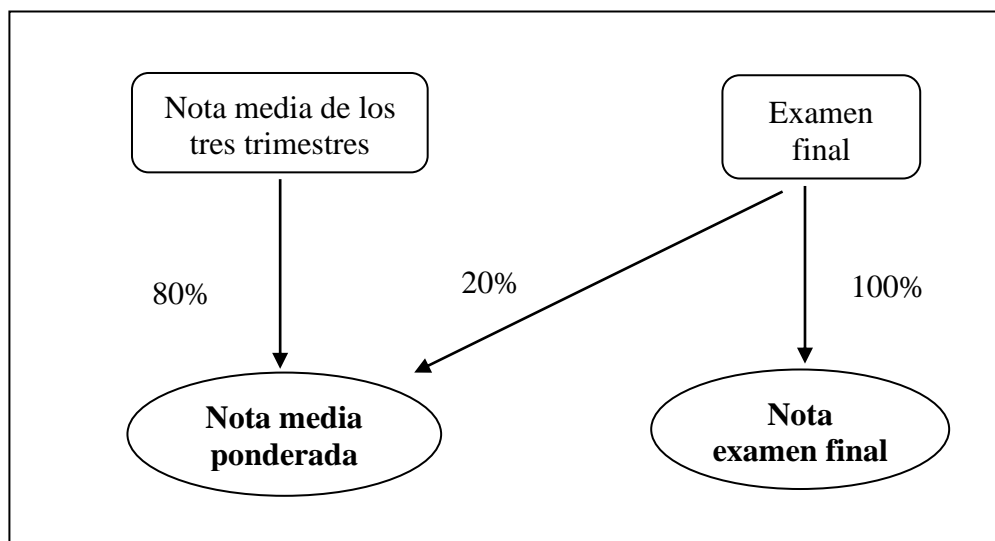 Nota media de los
tres trimestres
Examen
final
80%
20%
100%
Nota media
ponderada
Nota
examen final